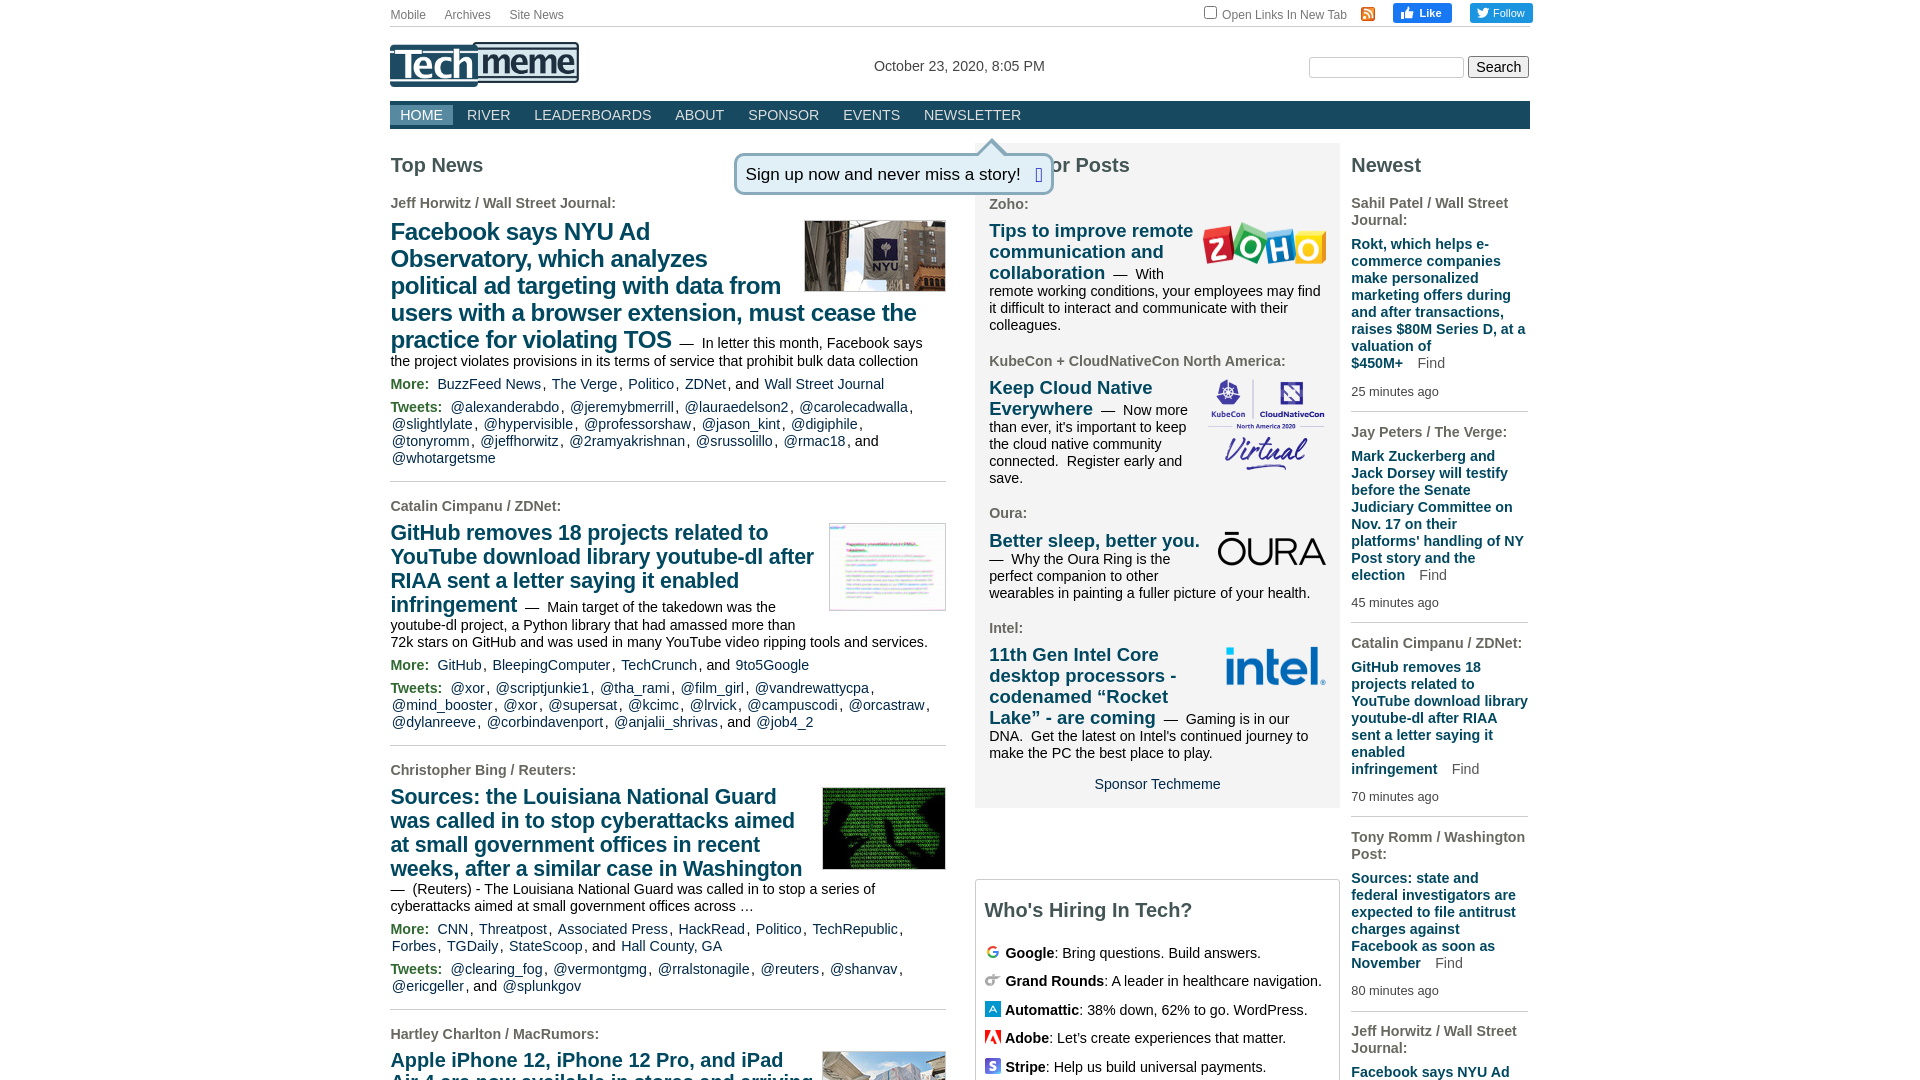 Mobile Archives Site News
Open Links In New Tab Like Follow
Techmeme
October 23, 2020, 8:05 PM
Search
HOME RIVER LEADERBOARDS ABOUT SPONSOR EVENTS NEWSLETTER
Sign up now and never miss a story!
Top News
Jeff Horwitz / Wall Street Journal:
Facebook says NYU Ad
Observatory, which analyzes
political ad targeting with data from
users with a browser extension, must cease the
practice for violating TOS — In letter this month, Facebook says
the project violates provisions in its terms of service that prohibit bulk data collection
NYU
More: BuzzFeed News, The Verge, Politico, ZDNet, and Wall Street Journal
Tweets: @alexanderabdo, @jeremybmerrill, @lauraedelson2, @carolecadwalla,
@slightlylate, @hypervisible, @professorshaw, @jason_kint, @digiphile,
@tonyromm, @jeffhorwitz, @2ramyakrishnan, @srussolillo, @rmac18, and
@whotargetsme
Catalin Cimpanu / ZDNet:
GitHub removes 18 projects related to
YouTube download library youtube-dl after
RIAA sent a letter saying it enabled
infringement — Main target of the takedown was the
youtube-dl project, a Python library that had amassed more than
72k stars on GitHub and was used in many YouTube video ripping tools and services.
More: GitHub, BleepingComputer, TechCrunch, and 9to5Google
Tweets: @xor, @scriptjunkie1, @tha_rami, @film_girl, @vandrewattycpa,
@mind_booster, @xor, @supersat, @kcimc, @lrvick, @campuscodi, @orcastraw,
@dylanreeve, @corbindavenport, @anjalii_shrivas, and @job4_2
Christopher Bing / Reuters:
Sources: the Louisiana National Guard
was called in to stop cyberattacks aimed
at small government offices in recent
weeks, after a similar case in Washington
— (Reuters) - The Louisiana National Guard was called in to stop a series of
cyberattacks aimed at small government offices across …
More: CNN, Threatpost, Associated Press, HackRead, Politico, TechRepublic,
Forbes, TGDaily, StateScoop, and Hall County, GA
Tweets: @clearing_fog, @vermontgmg, @rralstonagile, @reuters, @shanvav,
@ericgeller, and @splunkgov
Hartley Charlton / MacRumors:
Apple iPhone 12, iPhone 12 Pro, and iPad
Air 4 are now available in stores and arriving
or Posts
Zoho:
Tips to improve remote
communication and
collaboration — With
remote working conditions, your employees may find
it difficult to interact and communicate with their
colleagues.
ZOHO
KubeCon + CloudNativeCon North America:
Keep Cloud Native
Everywhere — Now more
than ever, it's important to keep
the cloud native community
connected. Register early and
save.
KubeCon CloudNativeCon
North America 2020
Virtual
Oura:
Better sleep, better you.
— Why the Oura Ring is the
perfect companion to other
wearables in painting a fuller picture of your health.
ŌURA
Intel:
11th Gen Intel Core
desktop processors -
codenamed “Rocket
Lake” - are coming — Gaming is in our
DNA. Get the latest on Intel's continued journey to
make the PC the best place to play.
intel®
Sponsor Techmeme
Who's Hiring In Tech?
Google: Bring questions. Build answers.
Grand Rounds: A leader in healthcare navigation.
Automattic: 38% down, 62% to go. WordPress.
Adobe: Let’s create experiences that matter.
Stripe: Help us build universal payments.
Newest
Sahil Patel / Wall Street
Journal:
Rokt, which helps e-
commerce companies
make personalized
marketing offers during
and after transactions,
raises $80M Series D, at a
valuation of
$450M+ Find
25 minutes ago
Jay Peters / The Verge:
Mark Zuckerberg and
Jack Dorsey will testify
before the Senate
Judiciary Committee on
Nov. 17 on their
platforms' handling of NY
Post story and the
election Find
45 minutes ago
Catalin Cimpanu / ZDNet:
GitHub removes 18
projects related to
YouTube download library
youtube-dl after RIAA
sent a letter saying it
enabled
infringement Find
70 minutes ago
Tony Romm / Washington
Post:
Sources: state and
federal investigators are
expected to file antitrust
charges against
Facebook as soon as
November Find
80 minutes ago
Jeff Horwitz / Wall Street
Journal:
Facebook says NYU Ad